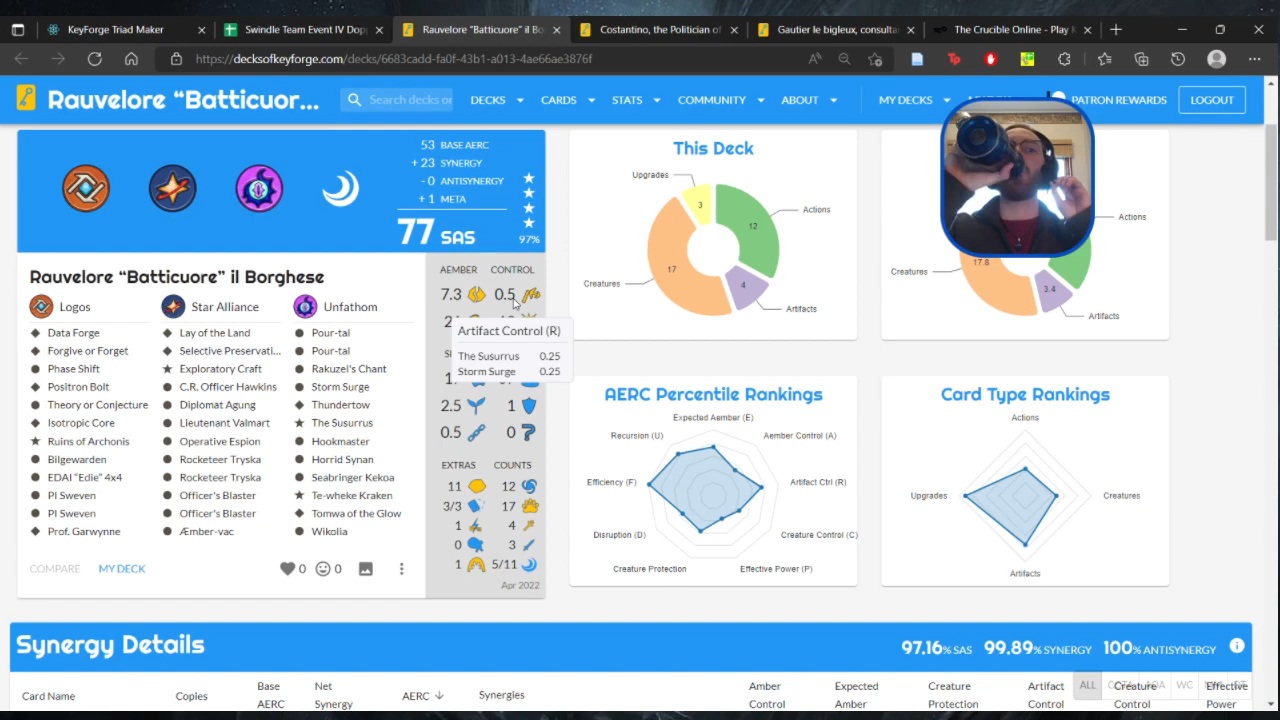 KeyForge Triad Maker
Swindle Team Event IV Dopp
Rauvelore "Batticuore" il Bo
Costantino, the Politician of
Gautier le bigleux, consulta
The Crucible Online - Play K
https://decksofkeyforge.com/decks/6683cadd-fa0f-43b1-a013-4ae66ae3876f
Rauvelore “Batticuor...
Search decks or
DECKS
CARDS
STATS
COMMUNITY
ABOUT
MY DECKS
PATRON REWARDS
LOGOUT
53 BASE AERC
+ 23 SYNERGY
- 0 ANTISYNERGY
+ 1 META
77 SAS
97%
Rauvelore “Batticuore” il Borghese
Logos
Data Forge
Forgive or Forget
Phase Shift
Positron Bolt
Theory or Conjecture
Isotropic Core
Ruins of Archonis
Bilgewarden
EDAI “Edie” 4x4
PI Sweven
PI Sweven
Prof. Garwynne
Star Alliance
Lay of the Land
Selective Preservati...
Exploratory Craft
C.R. Officer Hawkins
Diplomat Agung
Lieutenant Valmart
Operative Espion
Rocketeer Tryska
Rocketeer Tryska
Officer's Blaster
Officer's Blaster
Æmber-vac
Unfathom
Pour-tal
Pour-tal
Rakuzel's Chant
Storm Surge
Thundertow
The Susurrus
Hookmaster
Horrid Synan
Seabringer Kekoa
Te-wheke Kraken
Tomwa of the Glow
Wikolia
COMPARE
MY DECK
0
0
AEMBER
CONTROL
7.3
0.5
Artifact Control (R)
The Susurrus 0.25
Storm Surge 0.25
2.5
1
0.5
0
EXTRAS
COUNTS
11
12
3/3
17
1
4
0
3
1
5/11
Apr 2022
This Deck
Upgrades
3
Actions
12
17
Creatures
4
Artifacts
Actions
Creatures
17.8
3.4
Artifacts
AERC Percentile Rankings
Expected Aember (E)
Recursion (U)
Aember Control (A)
Efficiency (F)
Artifact Ctrl (R)
Disruption (D)
Creature Control (C)
Creature Protection
Effective Power (P)
Card Type Rankings
Actions
Upgrades
Creatures
Artifacts
Synergy Details
97.16% SAS
99.89% SYNERGY
100% ANTISYNERGY
Card Name
Copies
Base AERC
Net Synergy
AERC
Synergies
Amber Control
Expected Amber
Creature Protection
Artifact Control
Creature Control
Effective Power
ALL
WC